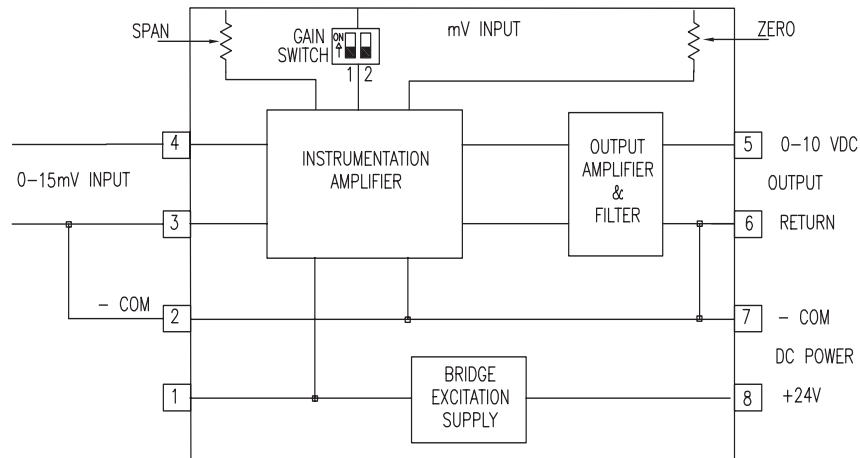 SPAN
GAIN
SWITCH
ON
1 2
mV INPUT
ZERO
4
INSTRUMENTATION
AMPLIFIER
OUTPUT
AMPLIFIER
&
FILTER
5
0-10 VDC
0-15mV INPUT
OUTPUT
3
6
RETURN
- COM
2
7
- COM
DC POWER
1
BRIDGE
EXCITATION
SUPPLY
8
+24V